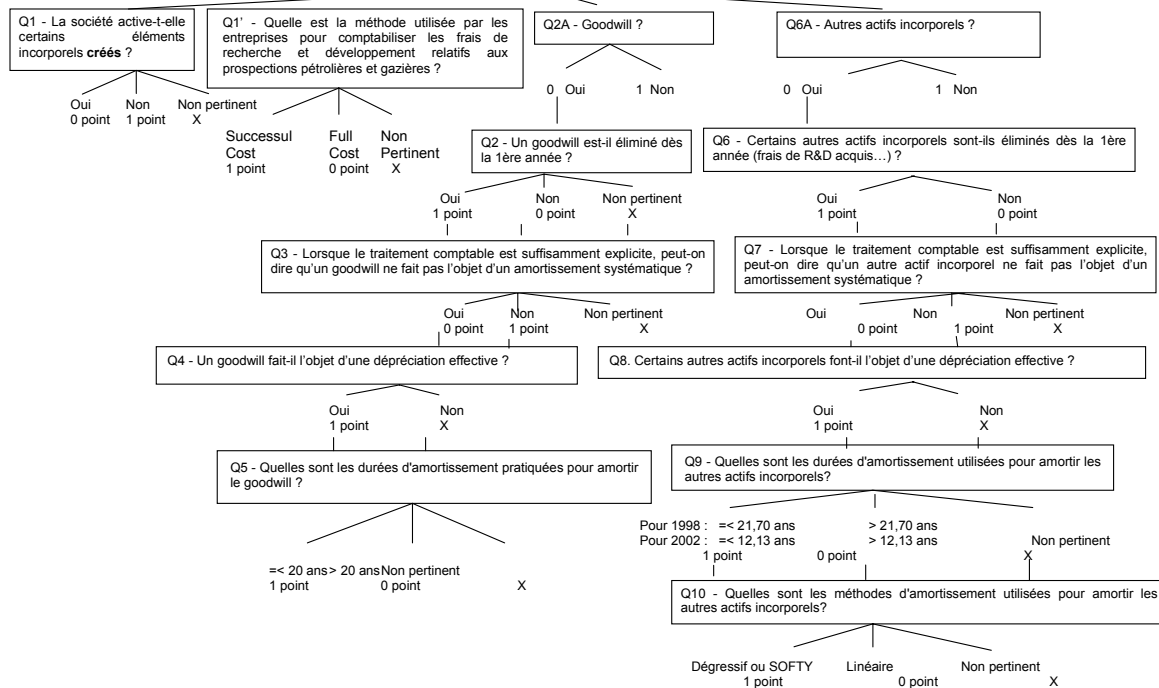 Q1 - La société active-t-elle
certains éléments
incorporels créés ?
Oui Non Non pertinent
0 point 1 point X
Q1' - Quelle est la méthode utilisée par les
entreprises pour comptabiliser les frais de
recherche et développement relatifs aux
prospections pétrolières et gazières ?
Successul Full Non
Cost Cost Pertinent
1 point 0 point X
Q2A - Goodwill ?
0 Oui 1 Non
Q2 - Un goodwill est-il éliminé dès
la 1ère année ?
Oui Non Non pertinent
1 point 0 point X
Q3 - Lorsque le traitement comptable est suffisamment explicite, peut-on
dire qu'un goodwill ne fait pas l'objet d'un amortissement systématique ?
Oui Non Non pertinent
0 point 1 point X
Q4 - Un goodwill fait-il l'objet d'une dépréciation effective ?
Oui Non
1 point X
Q5 - Quelles sont les durées d'amortissement pratiquées pour amortir
le goodwill ?
=< 20 ans > 20 ans Non pertinent
1 point 0 point X
Q6A - Autres actifs incorporels ?
0 Oui 1 Non
Q6 - Certains autres actifs incorporels sont-ils éliminés dès la 1ère
année (frais de R&D acquis…) ?
Oui Non
1 point 0 point
Q7 - Lorsque le traitement comptable est suffisamment explicite,
peut-on dire qu'un autre actif incorporel ne fait pas l'objet d'un
amortissement systématique ?
Oui Non Non pertinent
0 point 1 point X
Q8. Certains autres actifs incorporels font-il l'objet d'une dépréciation effective ?
Oui Non
1 point X
Q9 - Quelles sont les durées d'amortissement utilisées pour amortir les
autres actifs incorporels?
Pour 1998 : =< 21,70 ans > 21,70 ans
Pour 2002 : =< 12,13 ans > 12,13 ans Non pertinent
1 point 0 point X
Q10 - Quelles sont les méthodes d'amortissement utilisées pour amortir les
autres actifs incorporels?
Dégressif ou SOFTY Linéaire Non pertinent
1 point 0 point X